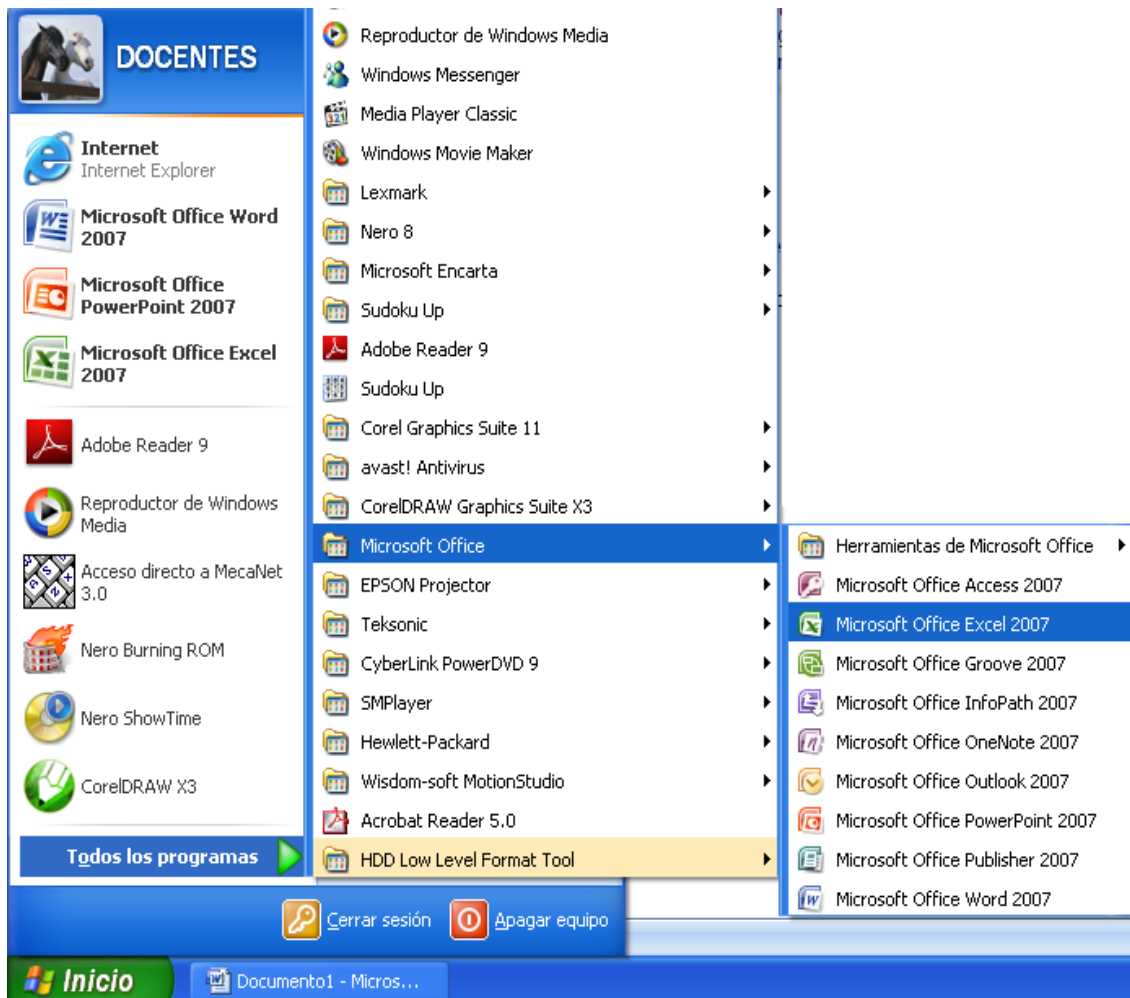 DOCENTES
Internet
Internet Explorer
Microsoft Office Word
2007
Microsoft Office
PowerPoint 2007
Microsoft Office Excel
2007
Adobe Reader 9
Reproductor de Windows
Media
Acceso directo a MecaNet
3.0
Nero Burning ROM
Nero ShowTime
CorelDRAW X3
Todos los programas
Reproductor de Windows Media
Windows Messenger
Media Player Classic
Windows Movie Maker
Lexmark
Nero 8
Microsoft Encarta
Sudoku Up
Adobe Reader 9
Sudoku Up
Corel Graphics Suite 11
avast! Antivirus
CorelDRAW Graphics Suite X3
Microsoft Office
EPSON Projector
Teksonic
CyberLink PowerDVD 9
SMPlayer
Hewlett-Packard
Wisdom-soft MotionStudio
Acrobat Reader 5.0
HDD Low Level Format Tool
Herramientas de Microsoft Office
Microsoft Office Access 2007
Microsoft Office Excel 2007
Microsoft Office Groove 2007
Microsoft Office InfoPath 2007
Microsoft Office OneNote 2007
Microsoft Office Outlook 2007
Microsoft Office PowerPoint 2007
Microsoft Office Publisher 2007
Microsoft Office Word 2007
Cerrar sesión
Apagar equipo
Inicio
Documento1 - Micros...